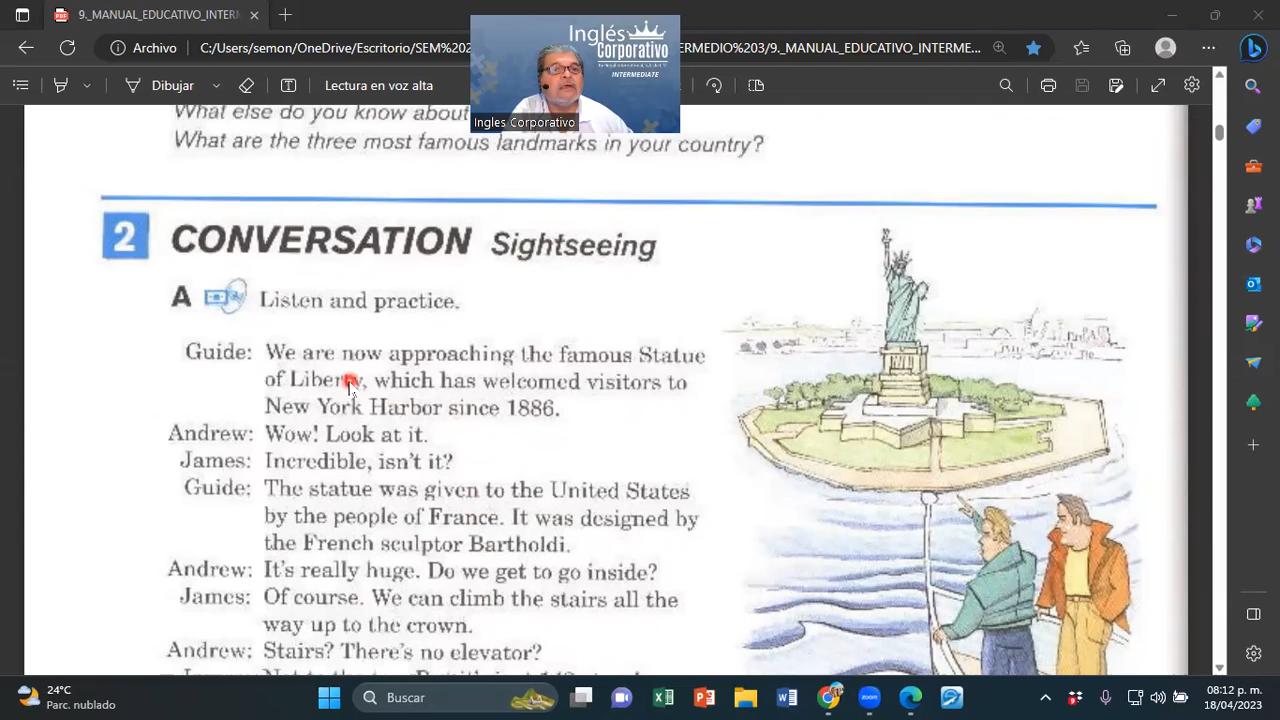 9._MANUAL_EDUCATIVO_INTERMEDI
Archivo C:/Users/semon/OneDrive/Escritorio/SEM%20 ERMEDIO%203/9._MANUAL_EDUCATIVO_INTERME...
Dibujar Lectura en voz alta
Inglés
Corporativo
INTERMEDIATE
Ingles Corporativo
What else do you know about
What are the three most famous landmarks in your country?
2 CONVERSATION Sightseeing
A Listen and practice.
Guide: We are now approaching the famous Statue
of Liberty, which has welcomed visitors to
New York Harbor since 1886.
Andrew: Wow! Look at it.
James: Incredible, isn't it?
Guide: The statue was given to the United States
by the people of France. It was designed by
the French sculptor Bartholdi.
Andrew: It's really huge. Do we get to go inside?
James: Of course. We can climb the stairs all the
way up to the crown.
Andrew: Stairs? There's no elevator?
24°C
Parc. nublado
Buscar
08:12 p. m.
18/04/2023